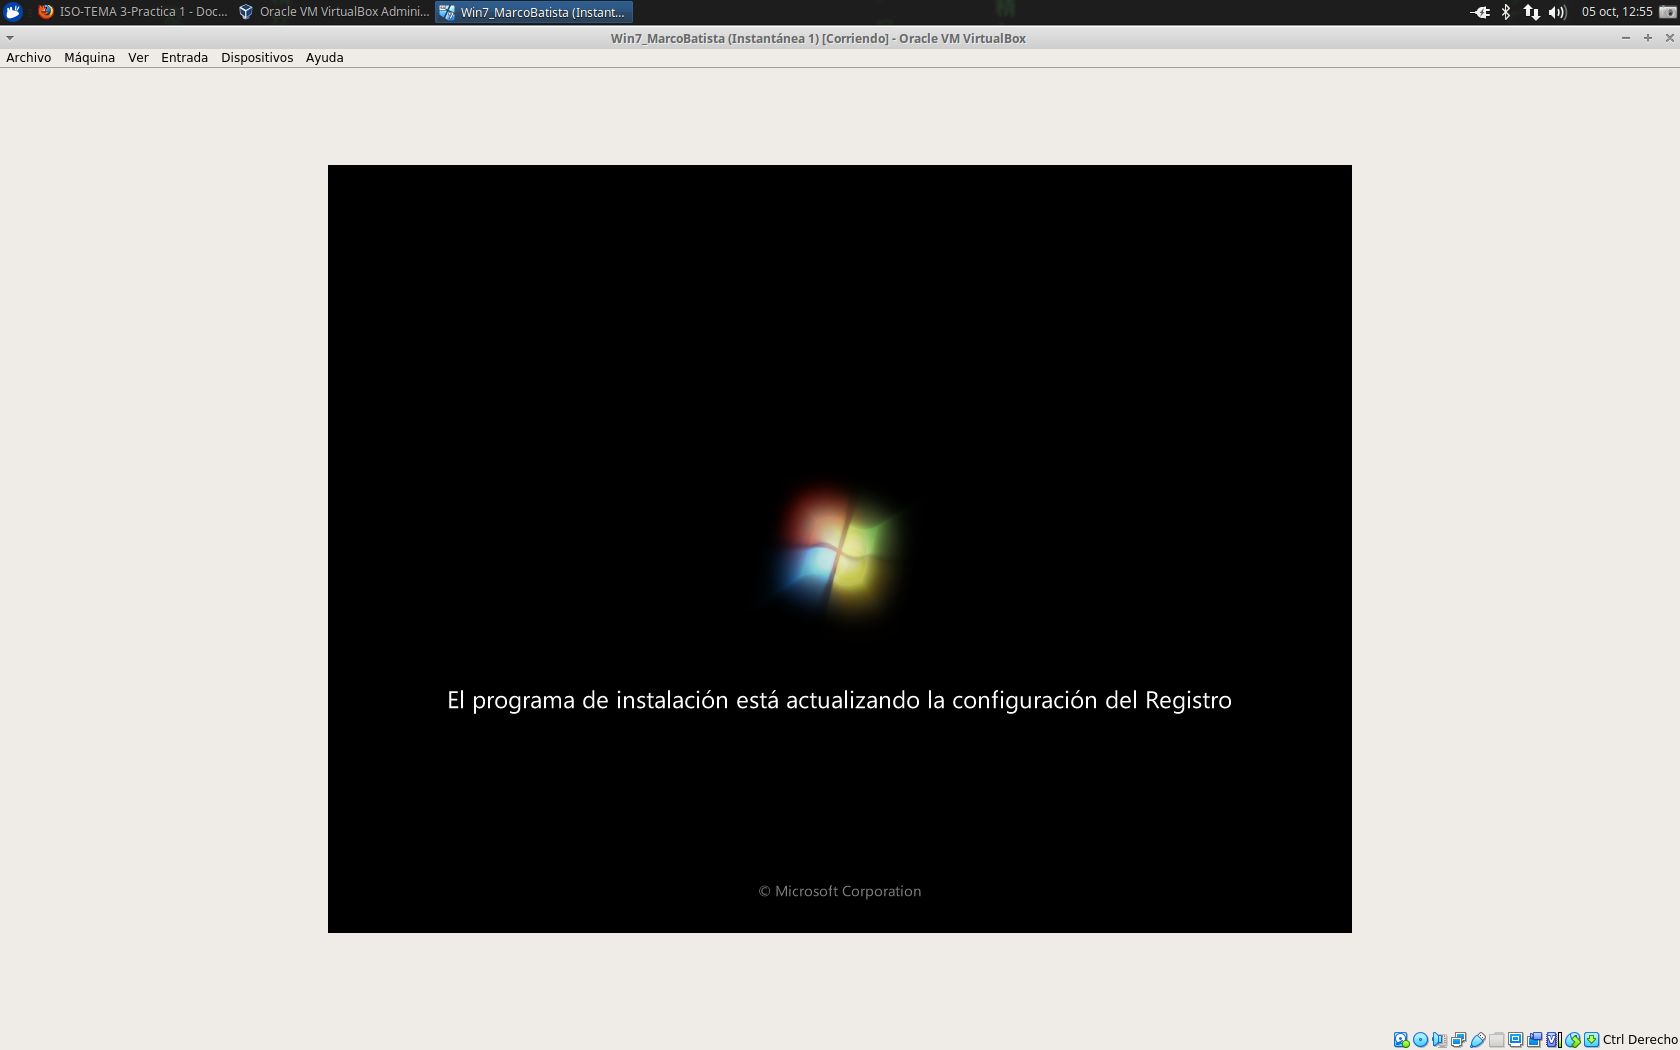 ISO-TEMA 3-Practica 1 - Doc... Oracle VM VirtualBox Admini... Win7_MarcoBatista (Instant... 05 oct, 12:55
Win7_MarcoBatista (Instantánea 1) [Corriendo] - Oracle VM VirtualBox
Archivo Máquina Ver Entrada Dispositivos Ayuda
El programa de instalación está actualizando la configuración del Registro
© Microsoft Corporation
Ctrl Derecho